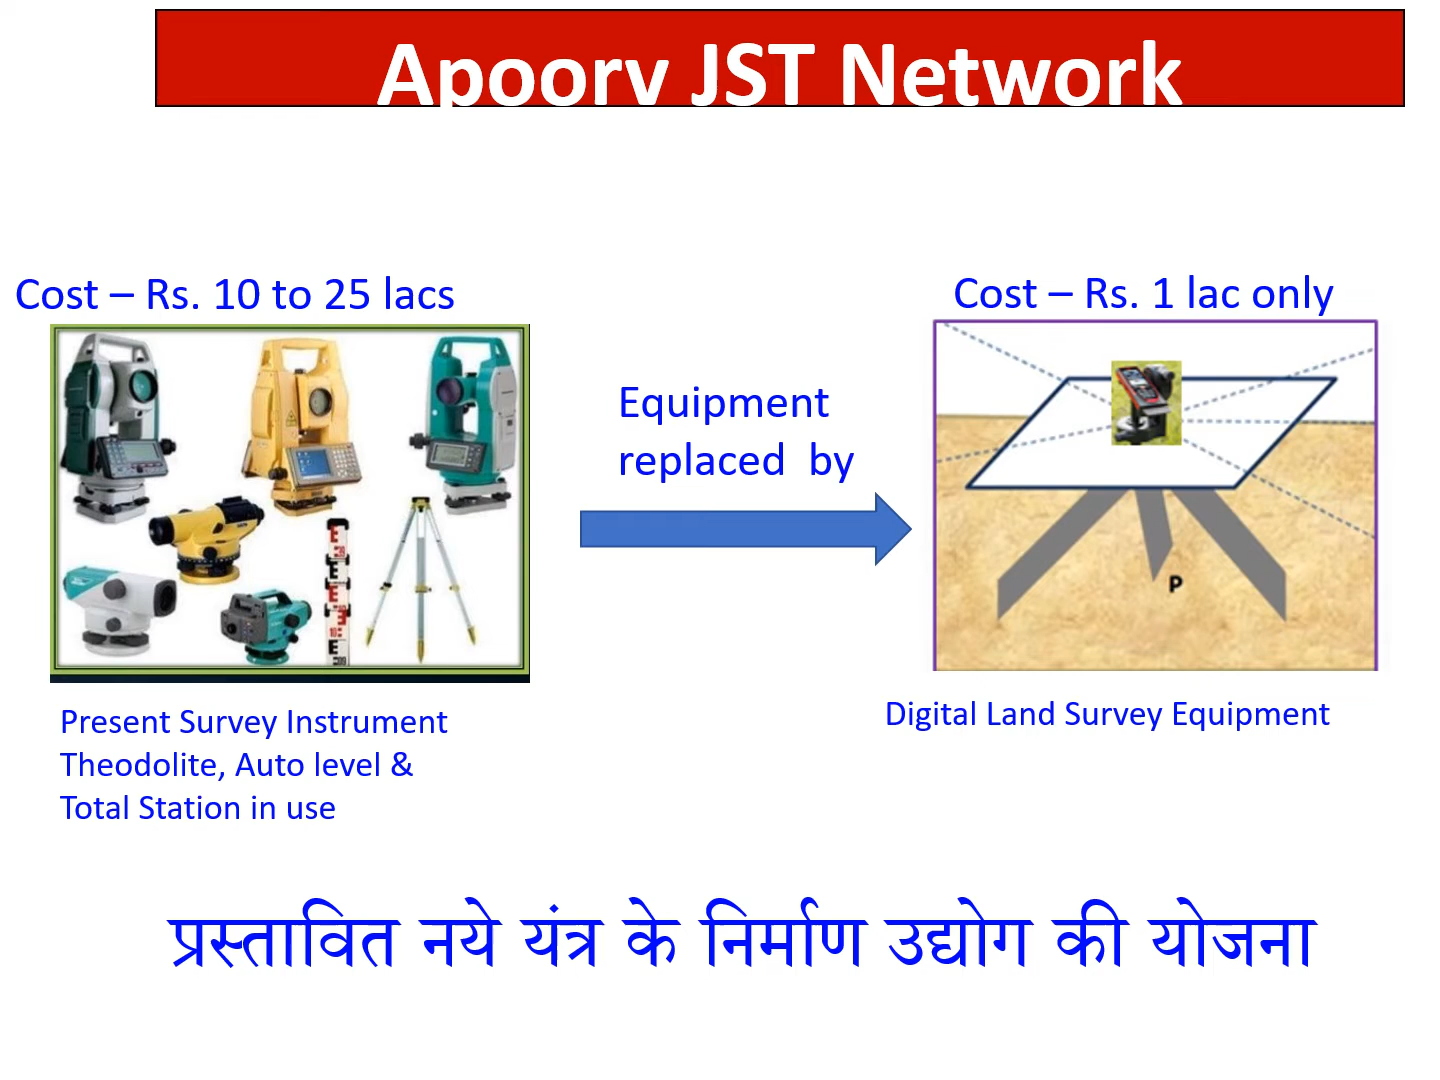 Apoorv JST Network
Cost – Rs. 10 to 25 lacs
Cost – Rs. 1 lac only
Equipment
replaced by
P
Present Survey Instrument
Theodolite, Auto level &
Total Station in use
Digital Land Survey Equipment
प्रस्तावित नये यंत्र के निर्माण उद्योग की योजना